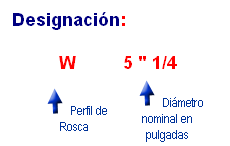 Designación:
W 5 " 1/4
Perfil de
Rosca
Diámetro
nominal en
pulgadas